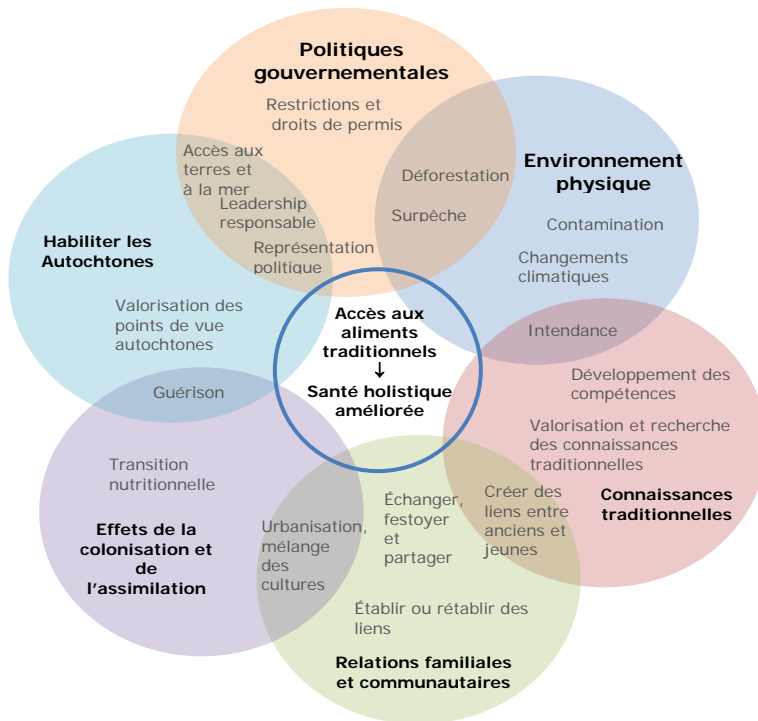 Politiques
gouvernementales
Restrictions et
droits de permis
Accès aux
terres et
à la mer
Leadership
responsable
Représentation
politique
Déforestation
Surpêche
Environnement
physique
Contamination
Changements
climatiques
Habiliter les
Autochtones
Valorisation des
points de vue
autochtones
Guérison
Accès aux
aliments
traditionnels
↓
Santé holistique
améliorée
Intendance
Développement des
compétences
Valorisation et recherche
des connaissances
traditionnelles
Connaissances
traditionnelles
Créer des
liens entre
anciens et
jeunes
Transition
nutritionnelle
Effets de la
colonisation et
de
l'assimilation
Urbanisation,
mélange
des
cultures
Échanger,
festoyer
et
partager
Établir ou rétablir des
liens
Relations familiales
et communautaires